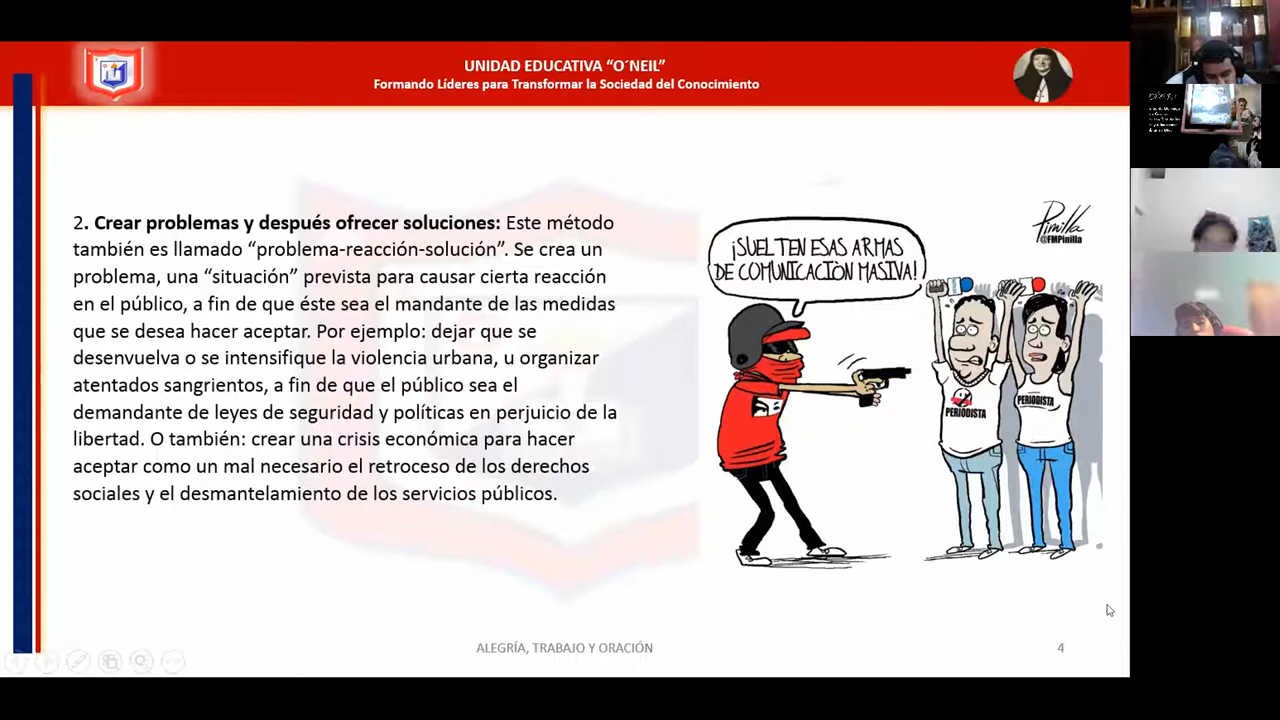 UNIDAD EDUCATIVA “O´NEIL”
Formando Líderes para Transformar la Sociedad del Conocimiento
2. Crear problemas y después ofrecer soluciones: Este método
también es llamado “problema-reacción-solución”. Se crea un
problema, una “situación” prevista para causar cierta reacción
en el público, a fin de que éste sea el mandante de las medidas
que se desea hacer aceptar. Por ejemplo: dejar que se
desenvuelva o se intensifique la violencia urbana, u organizar
atentados sangrientos, a fin de que el público sea el
demandante de leyes de seguridad y políticas en perjuicio de la
libertad. O también: crear una crisis económica para hacer
aceptar como un mal necesario el retroceso de los derechos
sociales y el desmantelamiento de los servicios públicos.
Pinilla
@FMPinilla
¡SUELTEN ESAS ARMAS
DE COMUNICACIÓN MASIVA!
PERIODISTA
PERIODISTA
ALEGRÍA, TRABAJO Y ORACIÓN
4